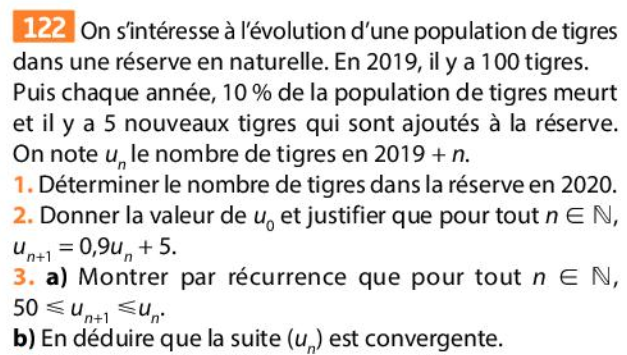 122 On s’intéresse à l’évolution d’une population de tigres
dans une réserve en naturelle. En 2019, il y a 100 tigres.
Puis chaque année, 10 % de la population de tigres meurt
et il y a 5 nouveaux tigres qui sont ajoutés à la réserve.
On note uₙ le nombre de tigres en 2019 + n.
1. Déterminer le nombre de tigres dans la réserve en 2020.
2. Donner la valeur de u₀ et justifier que pour tout n ∈ ℕ,
uₙ₊₁ = 0,9uₙ + 5.
3. a) Montrer par récurrence que pour tout n ∈ ℕ,
50 ⩽ uₙ₊₁ ⩽uₙ.
b) En déduire que la suite (uₙ) est convergente.